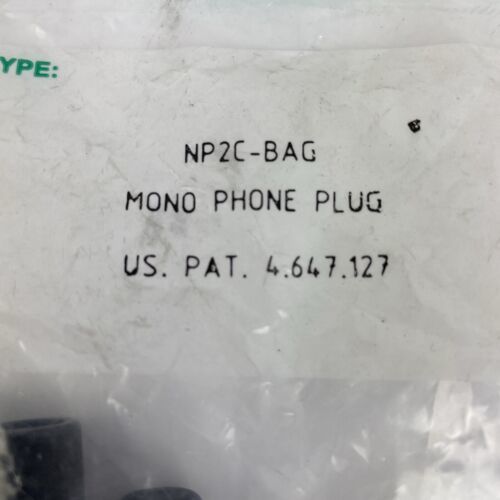 YPE:
NP2C-BAG
MONO PHONE PLUG
US. PAT. 4.647.127